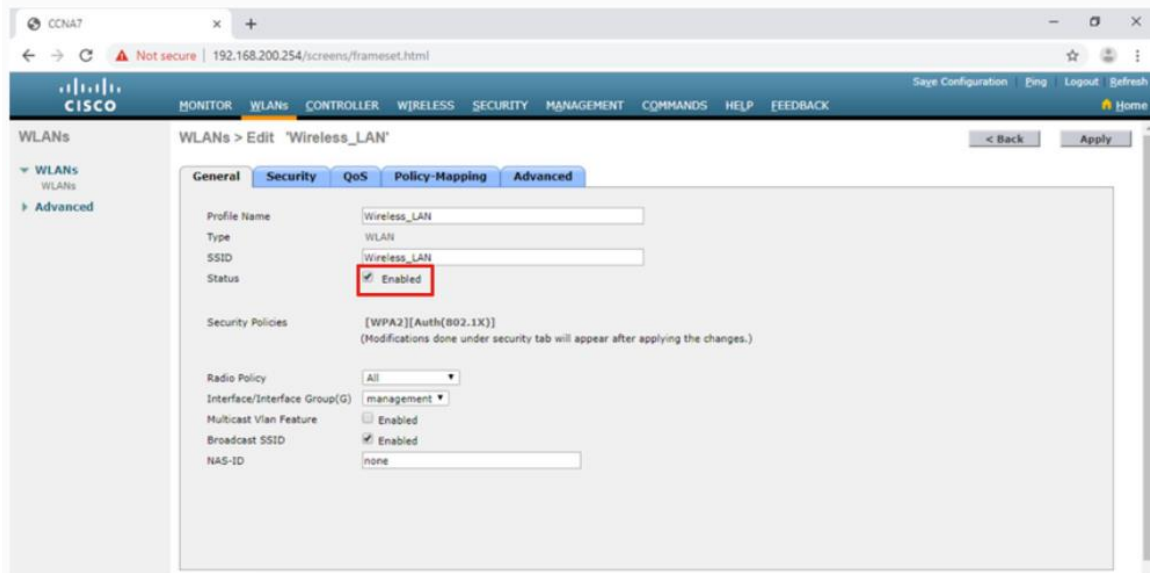 CCNA7
Not secure | 192.168.200.254/screens/frameset.html
Save Configuration Ping Logout Refresh
CISCO MONITOR WLANs CONTROLLER WIRELESS SECURITY MANAGEMENT COMMANDS HELP FEEDBACK Home
WLANs WLANs > Edit 'Wireless_LAN' < Back Apply
WLANs
WLANs
Advanced
General Security QoS Policy-Mapping Advanced
Profile Name Wireless_LAN
Type WLAN
SSID Wireless_LAN
Status Enabled
Security Policies [WPA2][Auth(802.1X)]
(Modifications done under security tab will appear after applying the changes.)
Radio Policy All
Interface/Interface Group(G) management
Multicast Vlan Feature Enabled
Broadcast SSID Enabled
NAS-ID none